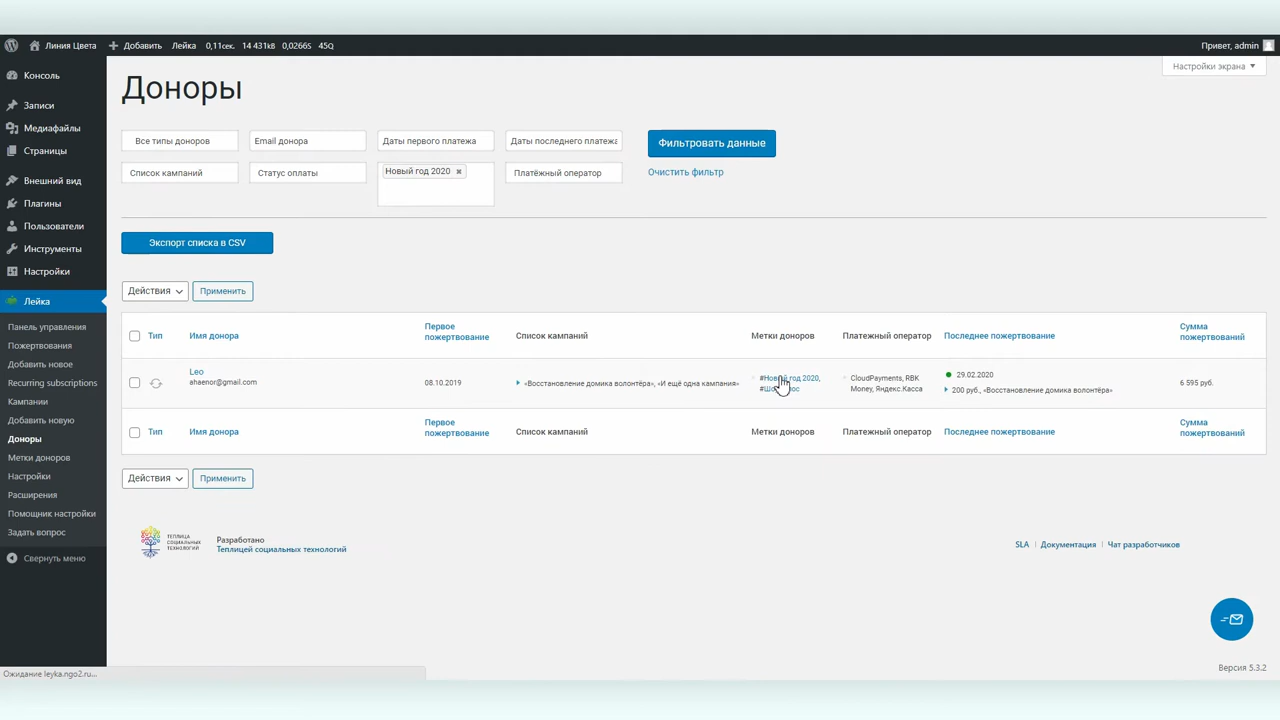 Линия Цвета
Добавить
Лейка
0,11сек.
14 431kB
0,0266S
45Q
Привет, admin
Консоль
Записи
Медиафайлы
Страницы
Внешний вид
Плагины
Пользователи
Инструменты
Настройки
Лейка
Панель управления
Пожертвования
Добавить новое
Recurring subscriptions
Кампании
Добавить новую
Доноры
Метки доноров
Настройки
Расширения
Помощник настройки
Задать вопрос
Свернуть меню
Настройки экрана
Доноры
Все типы доноров
Email донора
Даты первого платежа
Даты последнего платежа
Фильтровать данные
Список кампаний
Статус оплаты
Новый год 2020
Платёжный оператор
Очистить фильтр
Экспорт списка в CSV
Действия
Применить
Тип
Имя донора
Первое
пожертвование
Список кампаний
Метки доноров
Платежный оператор
Последнее пожертвование
Сумма
пожертвований
Leo
ahaenor@gmail.com
08.10.2019
«Восстановление домика волонтёра», «И ещё одна кампания»
#Новый год 2020,
CloudPayments, RBK
Money, Яндекс.Касса
29.02.2020
200 руб., «Восстановление домика волонтёра»
6 595 руб.
Тип
Имя донора
Первое
пожертвование
Список кампаний
Метки доноров
Платежный оператор
Последнее пожертвование
Сумма
пожертвований
Действия
Применить
ТЕПЛИЦА
СОЦИАЛЬНЫХ
ТЕХНОЛОГИЙ
Разработано
Теплицей социальных технологий
SLA
Документация
Чат разработчиков
Версия 5.3.2
Ожидание leyka.ngo2.ru...